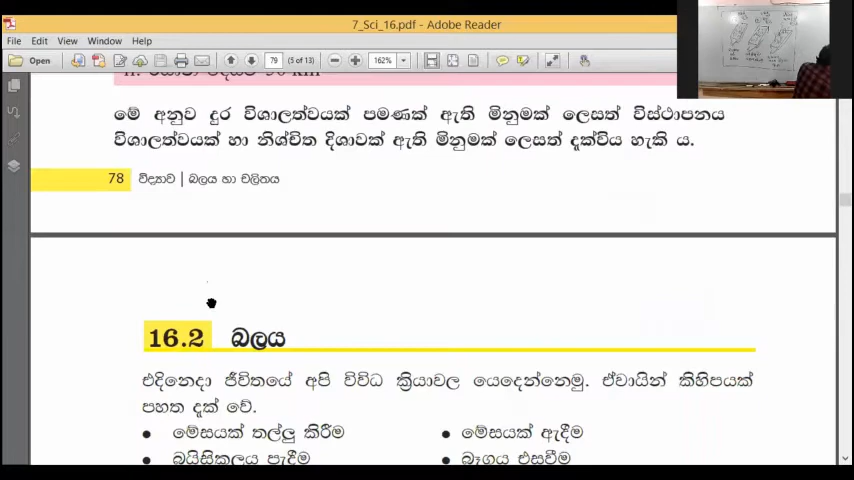 7_Sci_16.pdf - Adobe Reader
File Edit View Window Help
Open 79 (5 of 13) 162%
මේ අනුව දුර විශාලත්වයක් පමණක් ඇති මිනුමක් ලෙසත් විස්ථාපනය
විශාලත්වයක් හා නිශ්චිත දිශාවක් ඇති මිනුමක් ලෙසත් දැක්විය හැකි ය.
78 විද්‍යාව | බලය හා චලිතය
16.2 බලය
එදිනෙදා ජීවිතයේ අපි විවිධ ක්‍රියාවල යෙදෙන්නෙමු. ඒවායින් කිහිපයක්
පහත දැක් වේ.
● මේසයක් තල්ලු කිරීම ● මේසයක් ඇදීම
● බයිසිකලය පැදීම ● බෑගය එසවීම